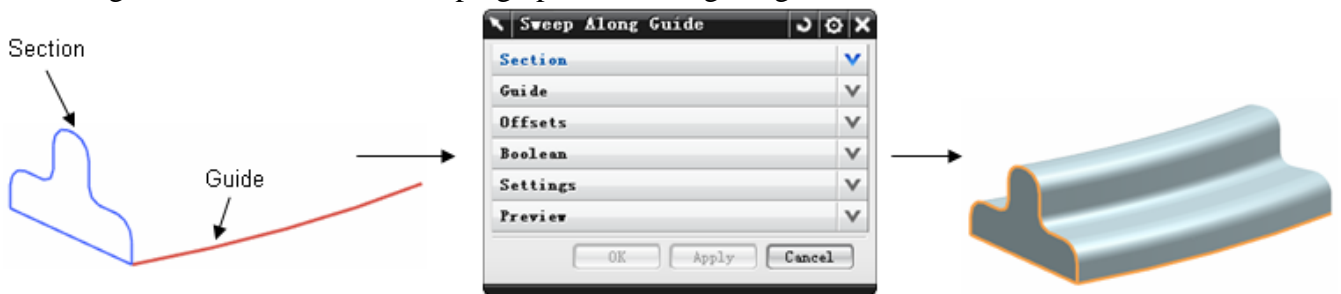 Sweep Along Guide
Section
Section
Guide
Offsets
Boolean
Guide
Settings
Preview
OK Apply Cancel